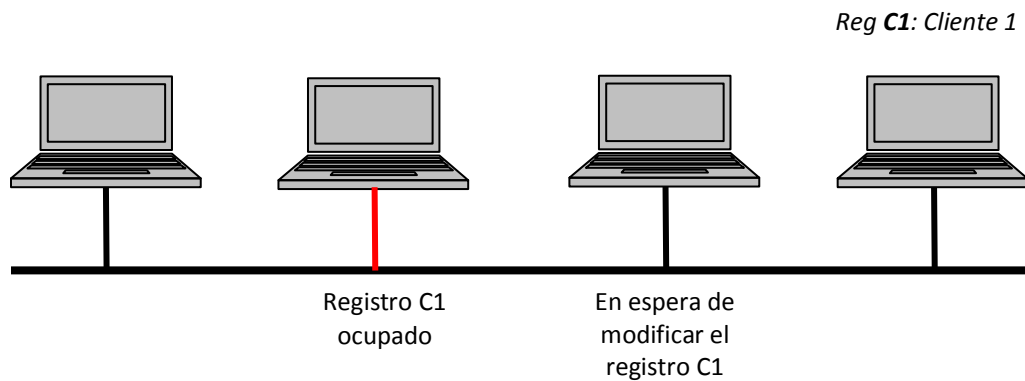 Reg C1: Cliente 1
Registro C1
ocupado
En espera de
modificar el
registro C1